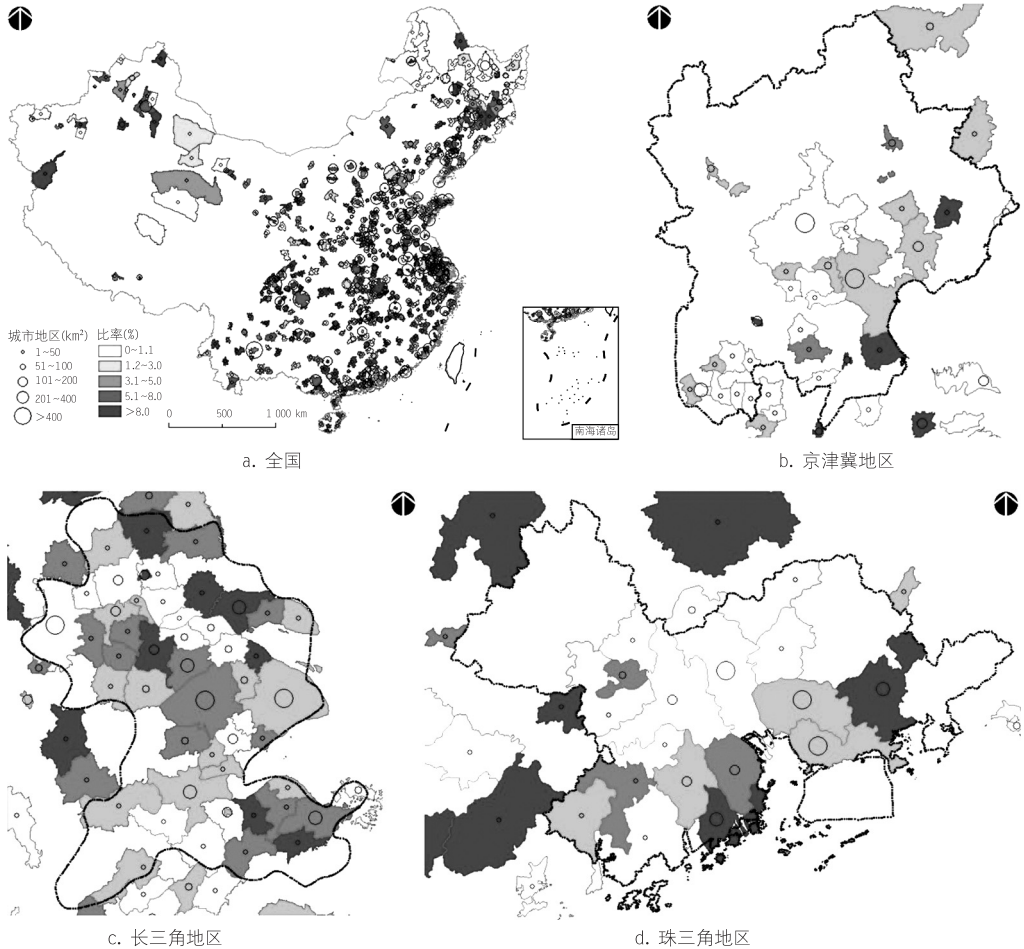 城市地区(km²)
比率(%)
1~50
0~1.1
51~100
1.2~3.0
101~200
3.1~5.0
201~400
5.1~8.0
>400
>8.0
0
500
1 000 km
南海诸岛
a. 全国
b. 京津冀地区
c. 长三角地区
d. 珠三角地区